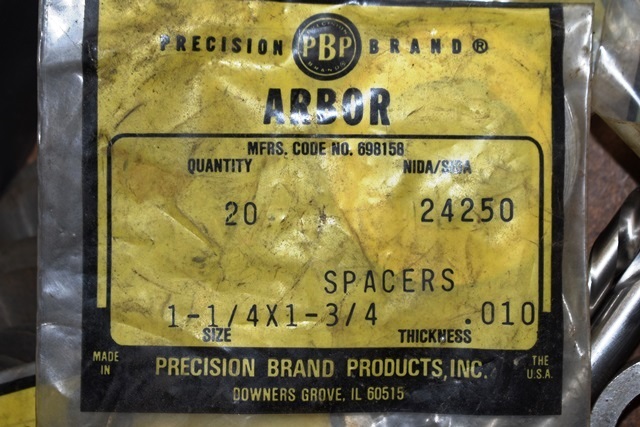 PRECISION PBP BRAND®
ARBOR
MFRS. CODE NO. 698158
QUANTITY NIDA/SIDA
20 24250
SPACERS
1-1/4X1-3/4 .010
SIZE THICKNESS
MADE IN PRECISION BRAND PRODUCTS, INC. THE U.S.A.
DOWNERS GROVE, IL 60515